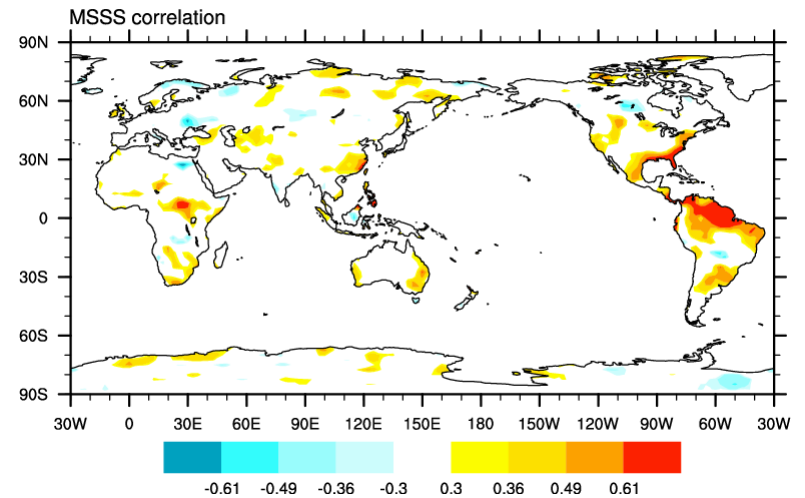 MSSS correlation
90N
60N
30N
0
30S
60S
90S
30W 0 30E 60E 90E 120E 150E 180 150W 120W 90W 60W 30W
-0.61 -0.49 -0.36 -0.3 0.3 0.36 0.49 0.61